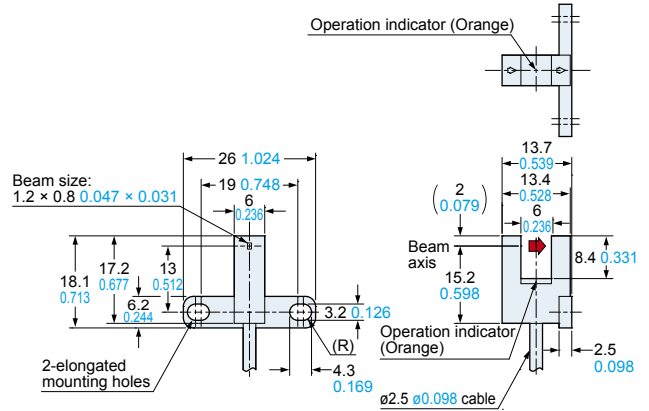 Operation indicator (Orange)
26 1.024
19 0.748
6
0.236
Beam size:
1.2 × 0.8 0.047 × 0.031
18.1
0.713
17.2
0.677
13
0.512
6.2
0.244
3.2 0.126
(R)
4.3
0.169
2-elongated
mounting holes
13.7
0.539
13.4
0.528
6
0.236
( 2
0.079 )
Beam
axis
15.2
0.598
8.4 0.331
Operation indicator
(Orange)
2.5
0.098
ø2.5 ø0.098 cable